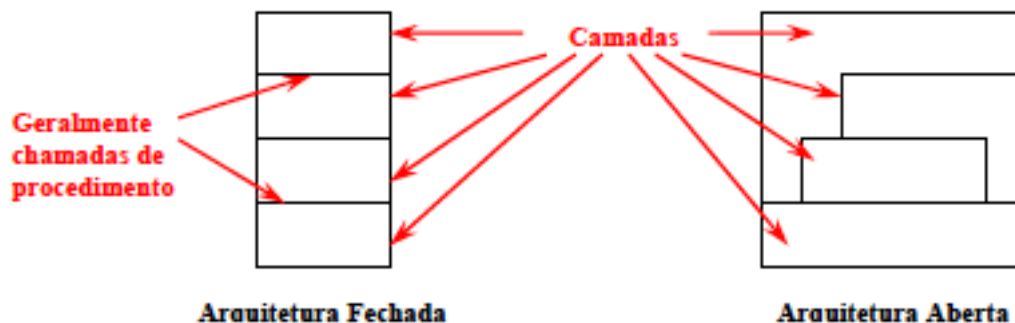 Camadas
Geralmente
chamadas de
procedimento
Arquitetura Fechada
Arquitetura Aberta